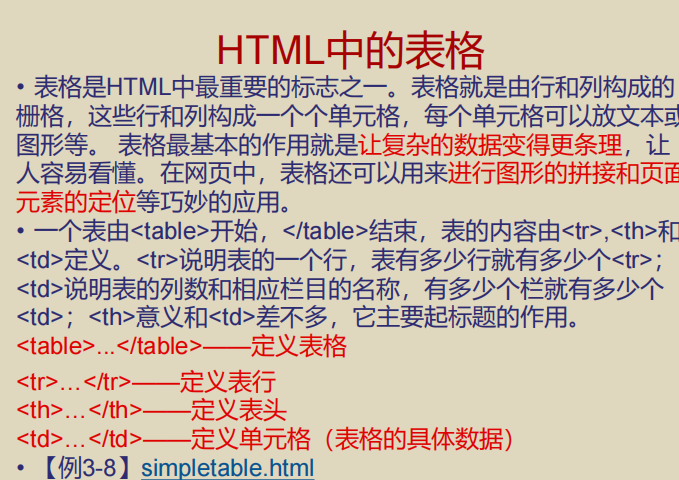 HTML中的表格
• 表格是HTML中最重要的标志之一。表格就是由行和列构成的
栅格，这些行和列构成一个个单元格，每个单元格可以放文本或
图形等。 表格最基本的作用就是让复杂的数据变得更条理，让
人容易看懂。在网页中，表格还可以用来进行图形的拼接和页面
元素的定位等巧妙的应用。
• 一个表由<table>开始，</table>结束，表的内容由<tr>,<th>和
<td>定义。<tr>说明表的一个行，表有多少行就有多少个<tr>；
<td>说明表的列数和相应栏目的名称，有多少个栏就有多少个
<td>；<th>意义和<td>差不多，它主要起标题的作用。
<table>...</table>——定义表格
<tr>…</tr>——定义表行
<th>…</th>——定义表头
<td>…</td>——定义单元格（表格的具体数据）
• 【例3-8】simpletable.html